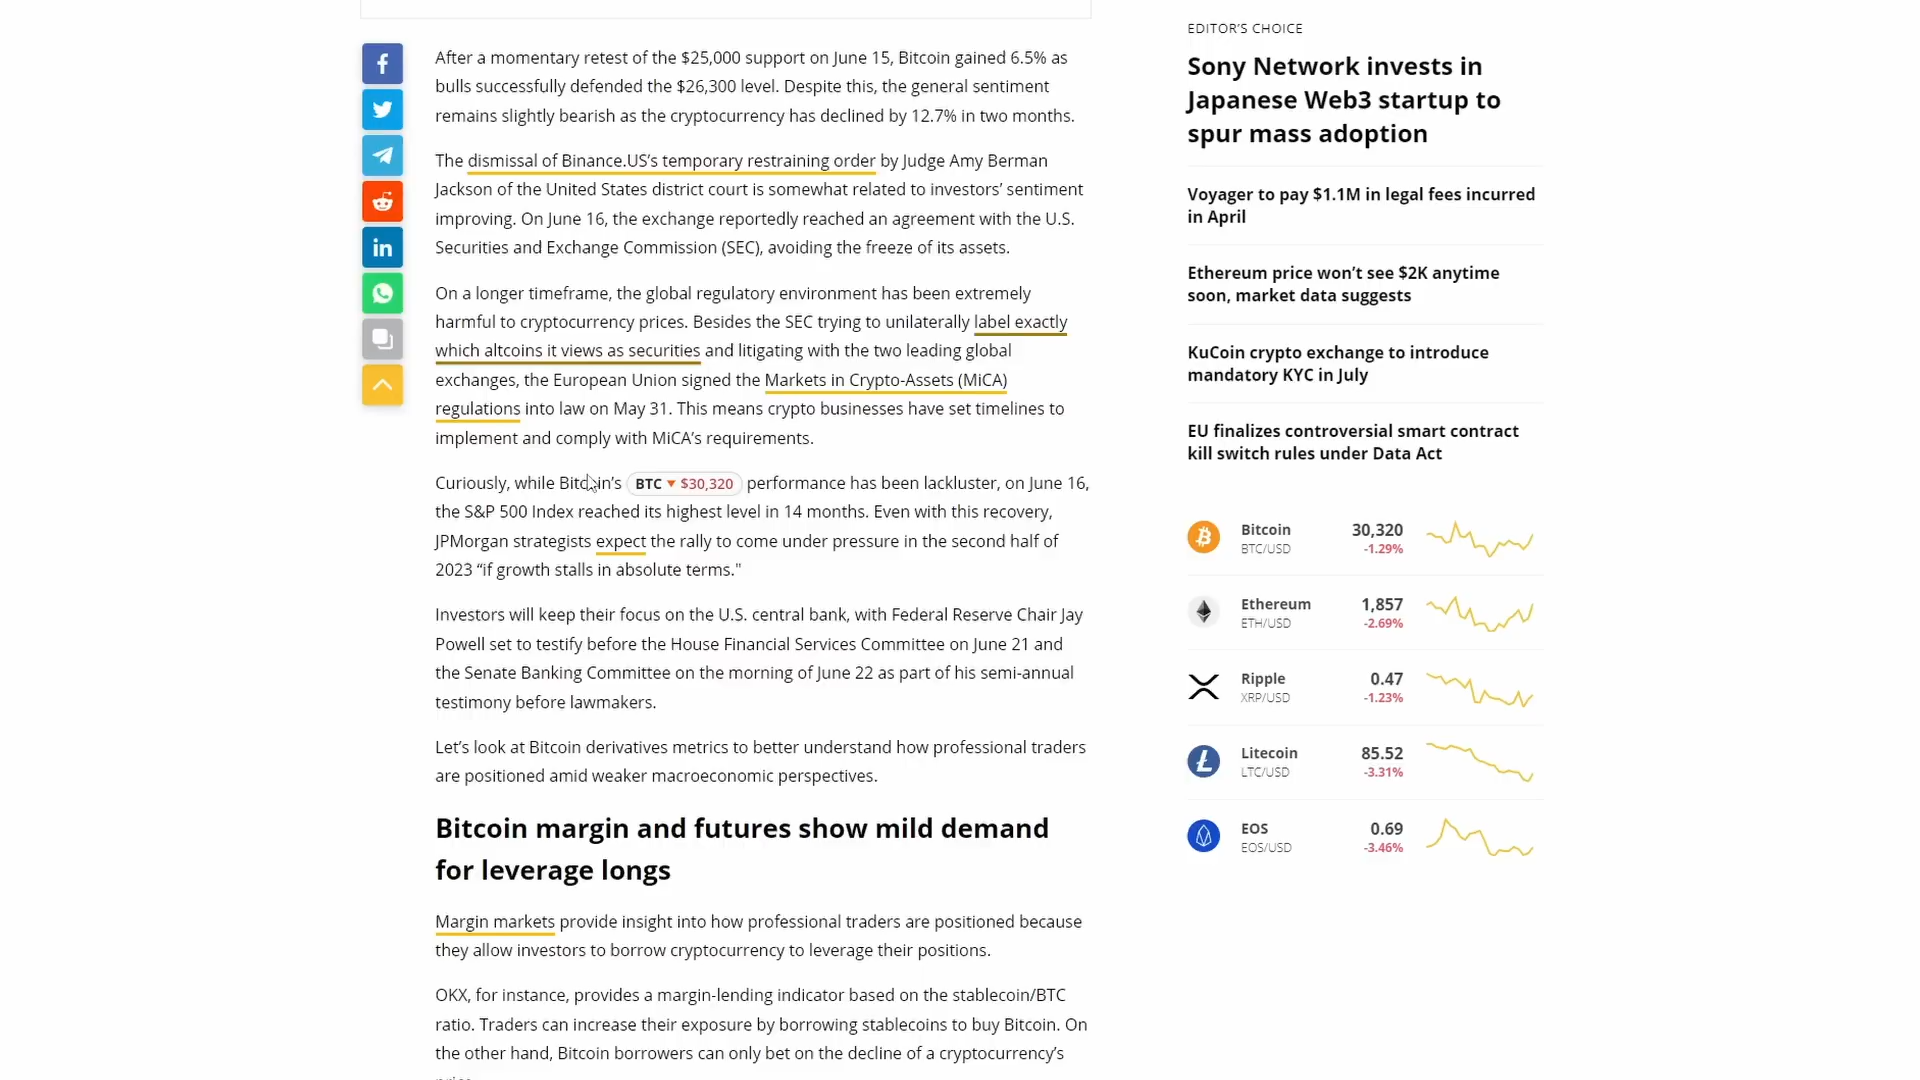 After a momentary retest of the $25,000 support on June 15, Bitcoin gained 6.5% as
bulls successfully defended the $26,300 level. Despite this, the general sentiment
remains slightly bearish as the cryptocurrency has declined by 12.7% in two months.
The dismissal of Binance.US’s temporary restraining order by Judge Amy Berman
Jackson of the United States district court is somewhat related to investors’ sentiment
improving. On June 16, the exchange reportedly reached an agreement with the U.S.
Securities and Exchange Commission (SEC), avoiding the freeze of its assets.
On a longer timeframe, the global regulatory environment has been extremely
harmful to cryptocurrency prices. Besides the SEC trying to unilaterally label exactly
which altcoins it views as securities and litigating with the two leading global
exchanges, the European Union signed the Markets in Crypto-Assets (MiCA)
regulations into law on May 31. This means crypto businesses have set timelines to
implement and comply with MiCA’s requirements.
Curiously, while Bitcoin’s BTC ▼ $30,320 performance has been lackluster, on June 16,
the S&P 500 Index reached its highest level in 14 months. Even with this recovery,
JPMorgan strategists expect the rally to come under pressure in the second half of
2023 “if growth stalls in absolute terms."
Investors will keep their focus on the U.S. central bank, with Federal Reserve Chair Jay
Powell set to testify before the House Financial Services Committee on June 21 and
the Senate Banking Committee on the morning of June 22 as part of his semi-annual
testimony before lawmakers.
Let’s look at Bitcoin derivatives metrics to better understand how professional traders
are positioned amid weaker macroeconomic perspectives.
Bitcoin margin and futures show mild demand
for leverage longs
Margin markets provide insight into how professional traders are positioned because
they allow investors to borrow cryptocurrency to leverage their positions.
OKX, for instance, provides a margin-lending indicator based on the stablecoin/BTC
ratio. Traders can increase their exposure by borrowing stablecoins to buy Bitcoin. On
the other hand, Bitcoin borrowers can only bet on the decline of a cryptocurrency’s
EDITOR’S CHOICE
Sony Network invests in
Japanese Web3 startup to
spur mass adoption
Voyager to pay $1.1M in legal fees incurred
in April
Ethereum price won’t see $2K anytime
soon, market data suggests
KuCoin crypto exchange to introduce
mandatory KYC in July
EU finalizes controversial smart contract
kill switch rules under Data Act
Bitcoin 30,320
BTC/USD -1.29%
Ethereum 1,857
ETH/USD -2.69%
Ripple 0.47
XRP/USD -1.23%
Litecoin 85.52
LTC/USD -3.31%
EOS 0.69
EOS/USD -3.46%